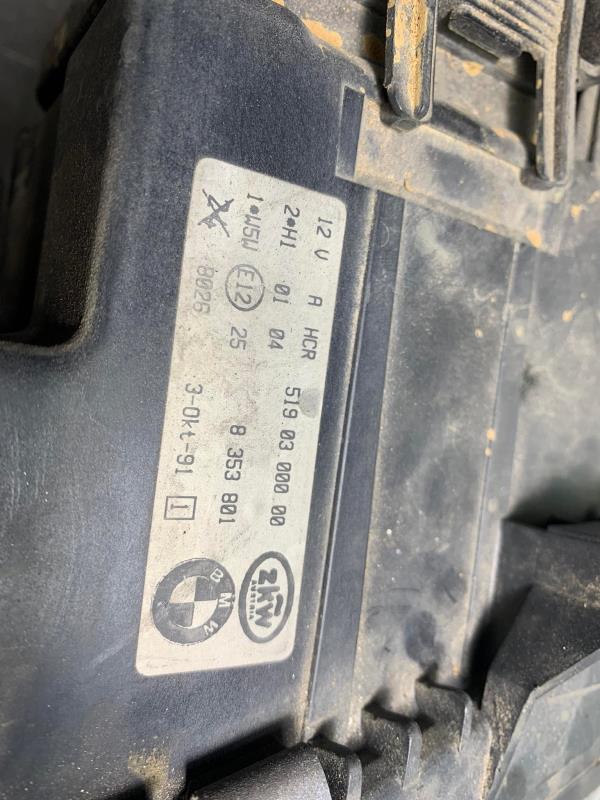 12 V A HCR 519 03 000 00
2•H1 01 04
1•W5W E12 25 8 353 801
8026 3-Okt-91 1
zkw
AUSTRIA
BMW